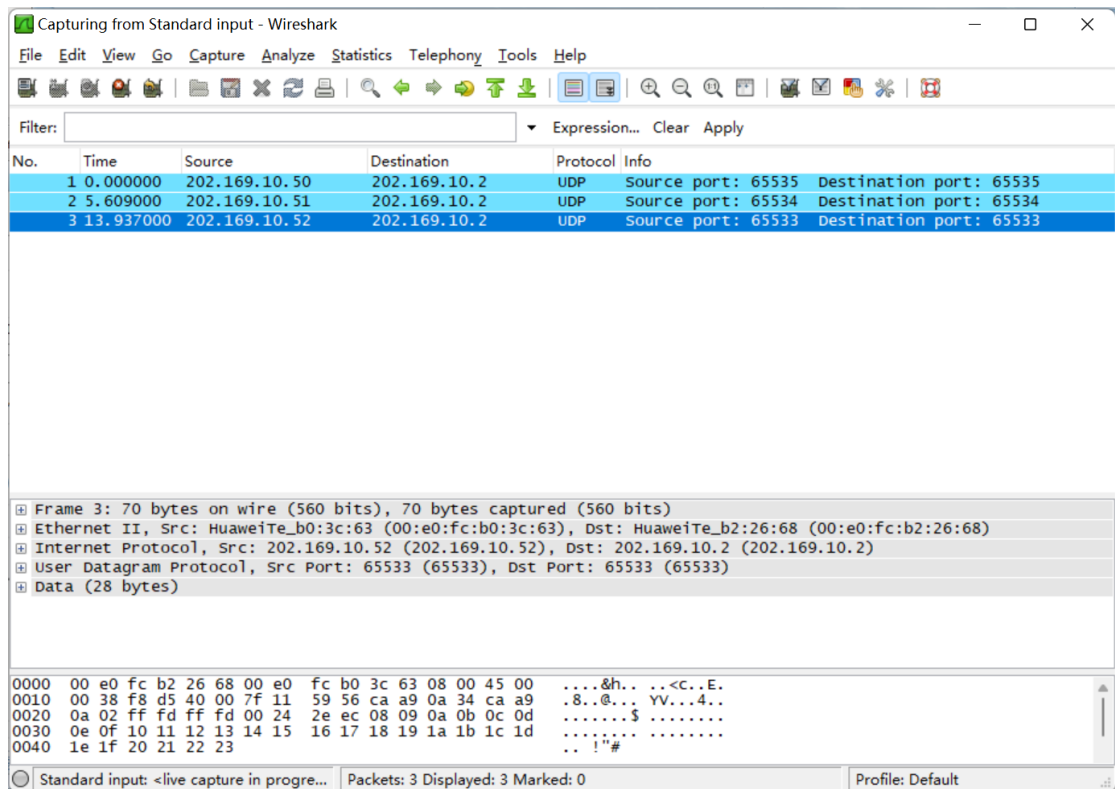 Capturing from Standard input - Wireshark
File Edit View Go Capture Analyze Statistics Telephony Tools Help
Filter: Expression... Clear Apply
No. Time Source Destination Protocol Info
1 0.000000 202.169.10.50 202.169.10.2 UDP Source port: 65535 Destination port: 65535
2 5.609000 202.169.10.51 202.169.10.2 UDP Source port: 65534 Destination port: 65534
3 13.937000 202.169.10.52 202.169.10.2 UDP Source port: 65533 Destination port: 65533
Frame 3: 70 bytes on wire (560 bits), 70 bytes captured (560 bits)
Ethernet II, Src: HuaweiTe_b0:3c:63 (00:e0:fc:b0:3c:63), Dst: HuaweiTe_b2:26:68 (00:e0:fc:b2:26:68)
Internet Protocol, Src: 202.169.10.52 (202.169.10.52), Dst: 202.169.10.2 (202.169.10.2)
User Datagram Protocol, Src Port: 65533 (65533), Dst Port: 65533 (65533)
Data (28 bytes)
0000 00 e0 fc b2 26 68 00 e0 fc b0 3c 63 08 00 45 00 ....&h.. ..<c..E.
0010 00 38 f8 d5 40 00 7f 11 59 56 ca a9 0a 34 ca a9 .8..@... YV...4..
0020 0a 02 ff fd ff fd 00 24 2e ec 08 09 0a 0b 0c 0d .......$ ........
0030 0e 0f 10 11 12 13 14 15 16 17 18 19 1a 1b 1c 1d ........ ........
0040 1e 1f 20 21 22 23 .. !"#
Standard input: <live capture in progre... Packets: 3 Displayed: 3 Marked: 0 Profile: Default